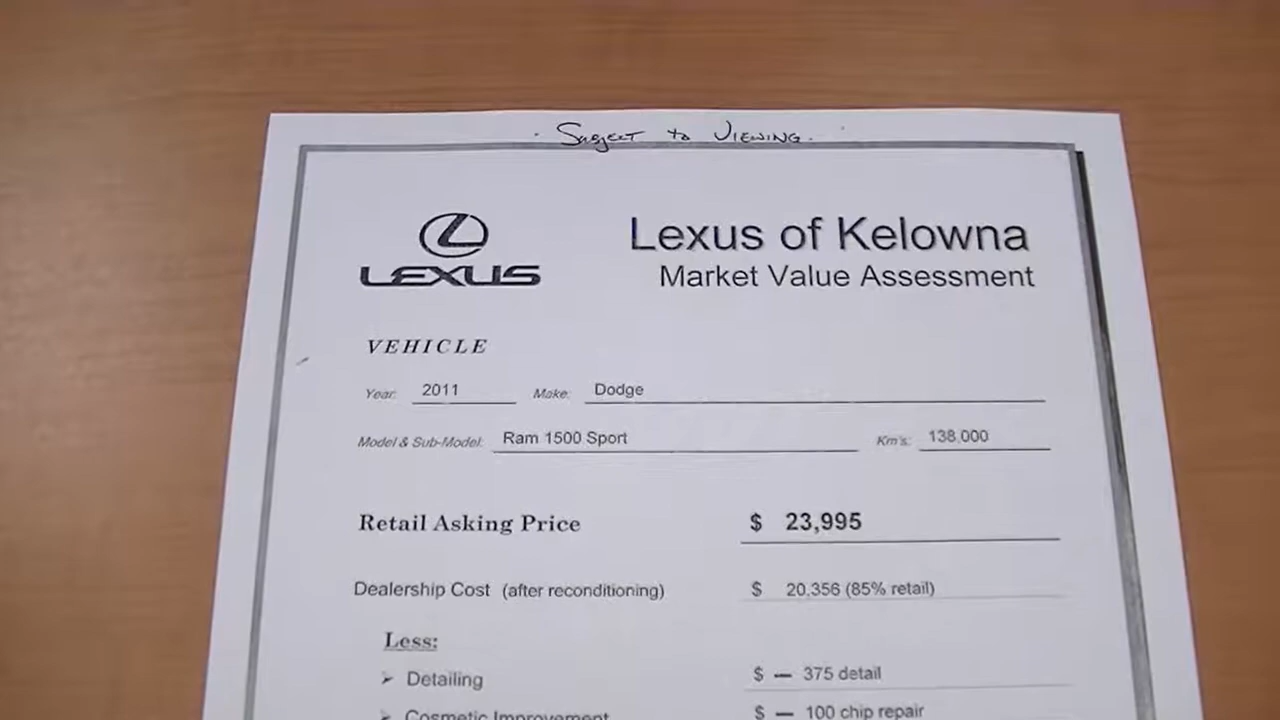 · Subject to Viewing.
LEXUS
Lexus of Kelowna
Market Value Assessment
VEHICLE
Year: 2011 Make: Dodge
Model & Sub-Model: Ram 1500 Sport Km's: 138,000
Retail Asking Price $ 23,995
Dealership Cost (after reconditioning) $ 20,356 (85% retail)
Less:
➢ Detailing $ — 375 detail
➢ Cosmetic Improvement $ — 100 chip repair